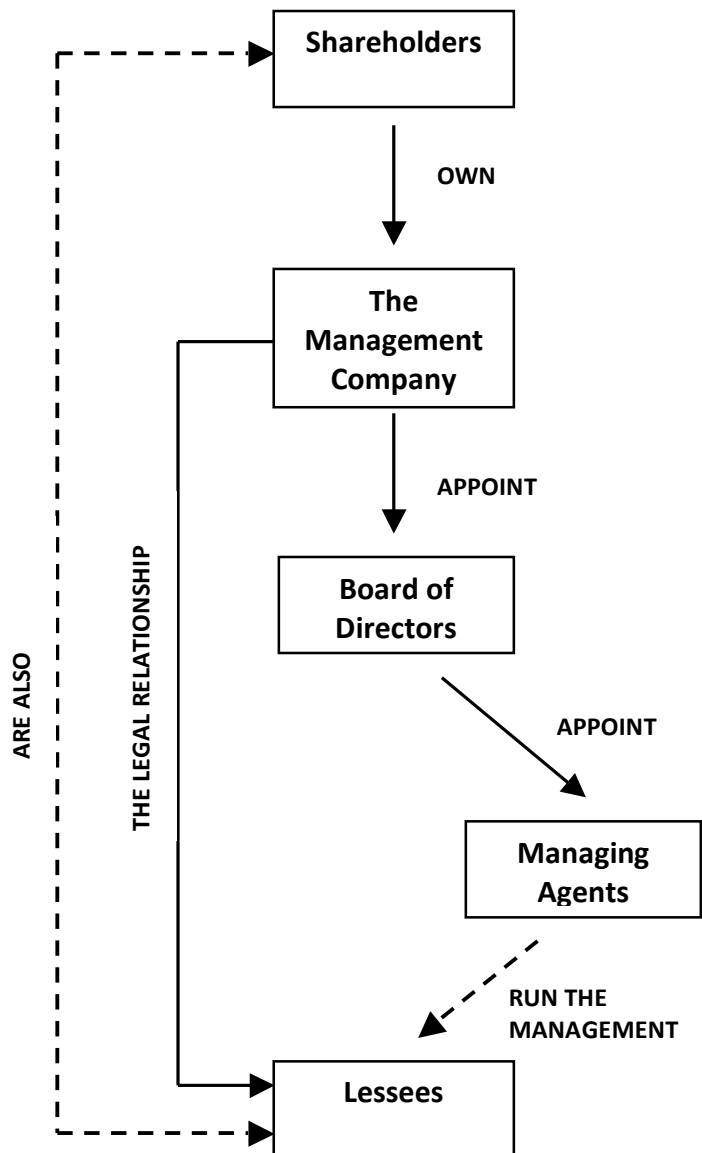 Shareholders
OWN
The
Management
Company
APPOINT
Board of
Directors
APPOINT
Managing
Agents
RUN THE
MANAGEMENT
Lessees
THE LEGAL RELATIONSHIP
ARE ALSO